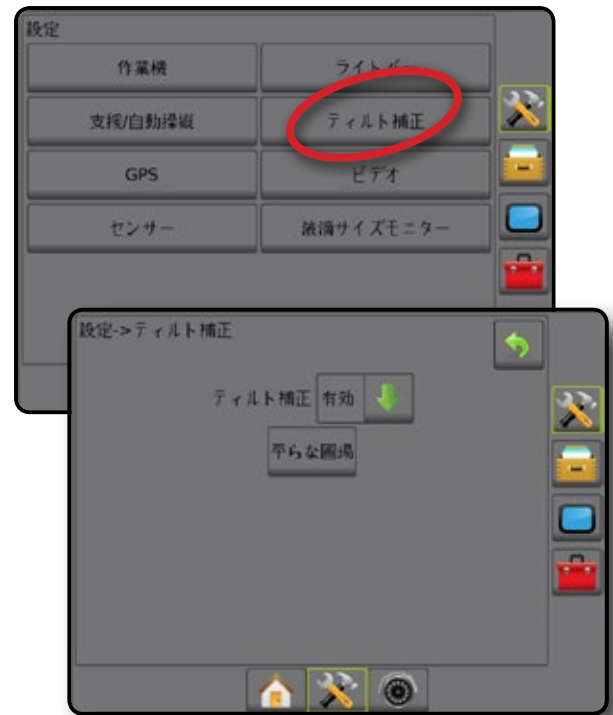 設定
作業機
ライトバー
支援/自動操縦
ティルト補正
GPS
ビデオ
センサー
液滴サイズモニター
設定->ティルト補正
ティルト補正 有効
平らな圃場